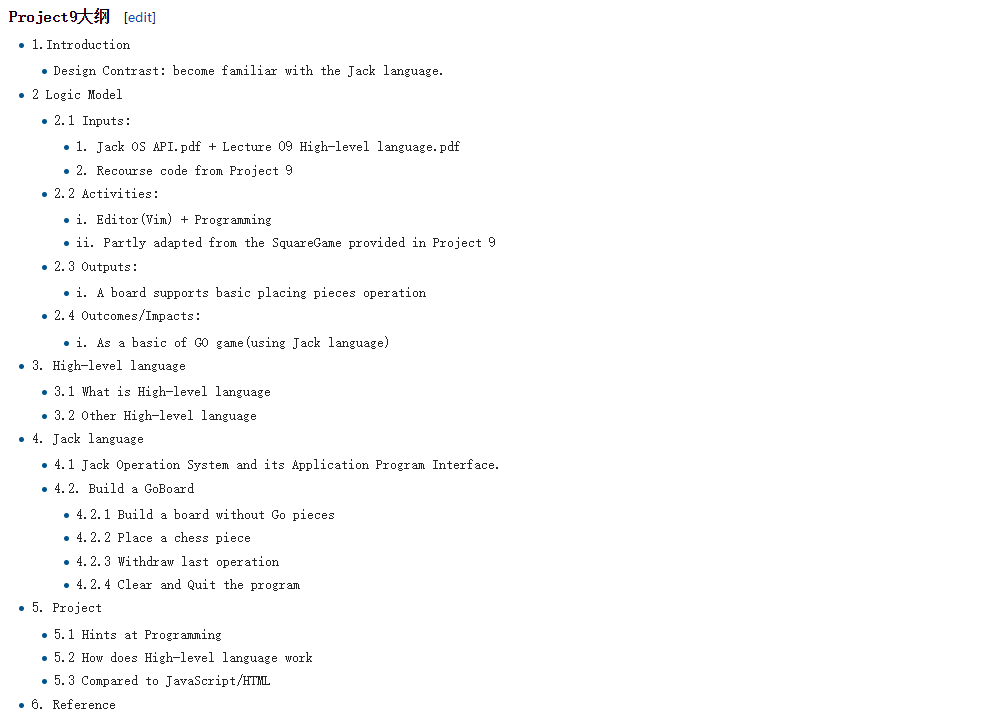 Project9大纲 [edit]
1.Introduction
Design Contrast: become familiar with the Jack language.
2 Logic Model
2.1 Inputs:
1. Jack OS API.pdf + Lecture 09 High-level language.pdf
2. Recourse code from Project 9
2.2 Activities:
i. Editor(Vim) + Programming
ii. Partly adapted from the SquareGame provided in Project 9
2.3 Outputs:
i. A board supports basic placing pieces operation
2.4 Outcomes/Impacts:
i. As a basic of GO game(using Jack language)
3. High-level language
3.1 What is High-level language
3.2 Other High-level language
4. Jack language
4.1 Jack Operation System and its Application Program Interface.
4.2. Build a GoBoard
4.2.1 Build a board without Go pieces
4.2.2 Place a chess piece
4.2.3 Withdraw last operation
4.2.4 Clear and Quit the program
5. Project
5.1 Hints at Programming
5.2 How does High-level language work
5.3 Compared to JavaScript/HTML
6. Reference